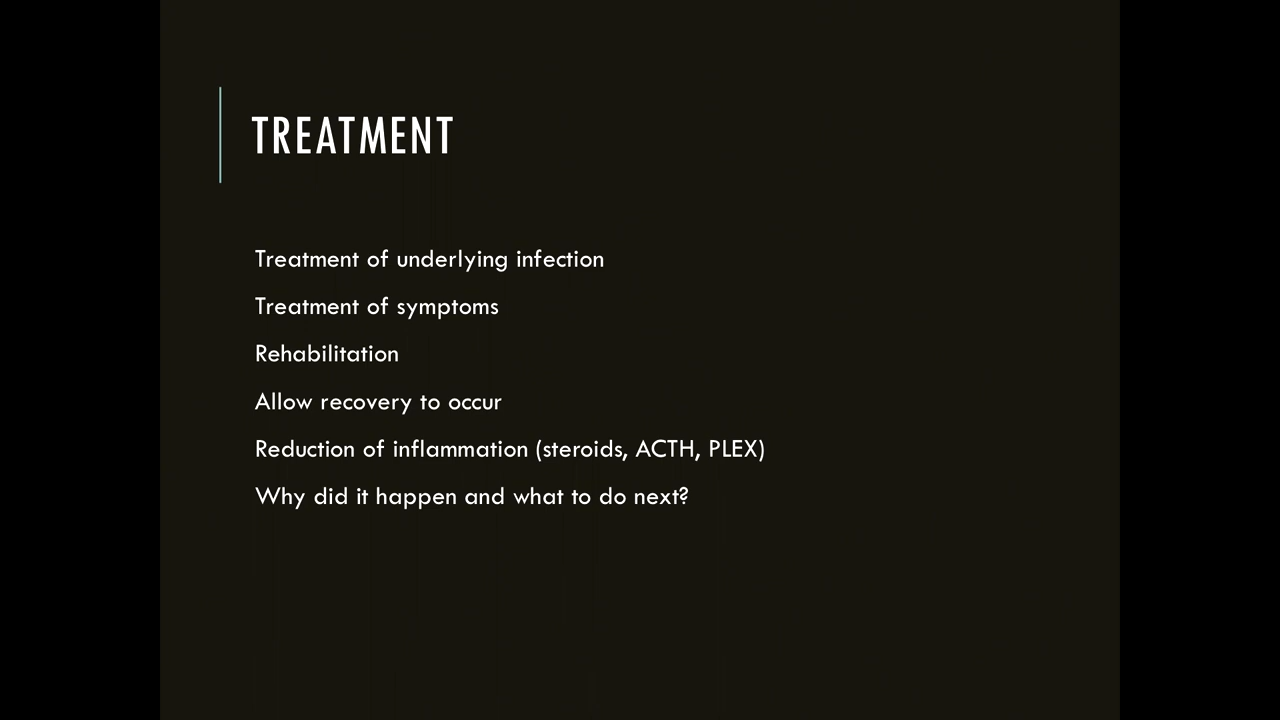 TREATMENT
Treatment of underlying infection
Treatment of symptoms
Rehabilitation
Allow recovery to occur
Reduction of inflammation (steroids, ACTH, PLEX)
Why did it happen and what to do next?